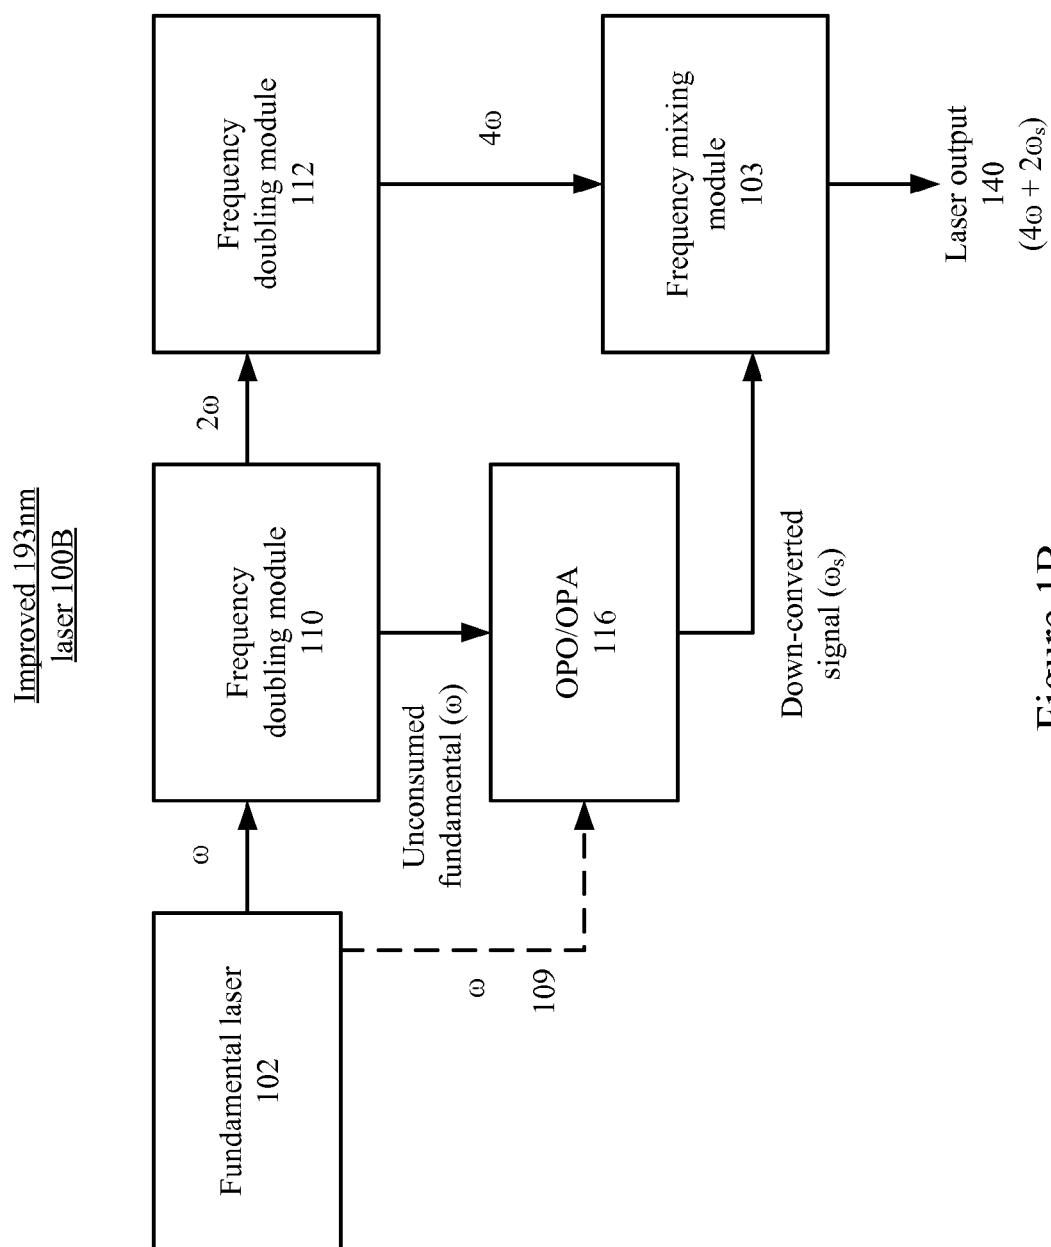 Improved 193nm
laser 100B
Fundamental laser
102
ω
Frequency
doubling module
110
2ω
Frequency
doubling module
112
ω
109
Unconsumed
fundamental (ω)
OPO/OPA
116
4ω
Down-converted
signal (ωₛ)
Frequency mixing
module
103
Laser output
140
(4ω + 2ωₛ)
Figure 1B